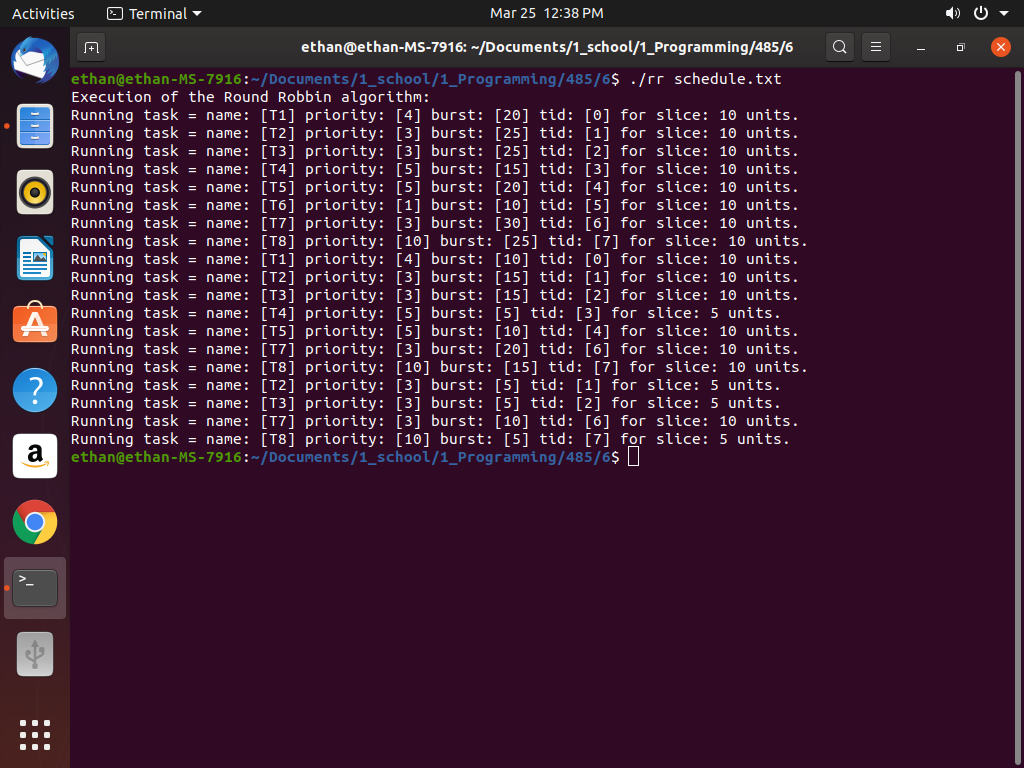 Activities Terminal Mar 25 12:38 PM
ethan@ethan-MS-7916: ~/Documents/1_school/1_Programming/485/6
ethan@ethan-MS-7916:~/Documents/1_school/1_Programming/485/6$ ./rr schedule.txt
Execution of the Round Robbin algorithm:
Running task = name: [T1] priority: [4] burst: [20] tid: [0] for slice: 10 units.
Running task = name: [T2] priority: [3] burst: [25] tid: [1] for slice: 10 units.
Running task = name: [T3] priority: [3] burst: [25] tid: [2] for slice: 10 units.
Running task = name: [T4] priority: [5] burst: [15] tid: [3] for slice: 10 units.
Running task = name: [T5] priority: [5] burst: [20] tid: [4] for slice: 10 units.
Running task = name: [T6] priority: [1] burst: [10] tid: [5] for slice: 10 units.
Running task = name: [T7] priority: [3] burst: [30] tid: [6] for slice: 10 units.
Running task = name: [T8] priority: [10] burst: [25] tid: [7] for slice: 10 units.
Running task = name: [T1] priority: [4] burst: [10] tid: [0] for slice: 10 units.
Running task = name: [T2] priority: [3] burst: [15] tid: [1] for slice: 10 units.
Running task = name: [T3] priority: [3] burst: [15] tid: [2] for slice: 10 units.
Running task = name: [T4] priority: [5] burst: [5] tid: [3] for slice: 5 units.
Running task = name: [T5] priority: [5] burst: [10] tid: [4] for slice: 10 units.
Running task = name: [T7] priority: [3] burst: [20] tid: [6] for slice: 10 units.
Running task = name: [T8] priority: [10] burst: [15] tid: [7] for slice: 10 units.
Running task = name: [T2] priority: [3] burst: [5] tid: [1] for slice: 5 units.
Running task = name: [T3] priority: [3] burst: [5] tid: [2] for slice: 5 units.
Running task = name: [T7] priority: [3] burst: [10] tid: [6] for slice: 10 units.
Running task = name: [T8] priority: [10] burst: [5] tid: [7] for slice: 5 units.
ethan@ethan-MS-7916:~/Documents/1_school/1_Programming/485/6$